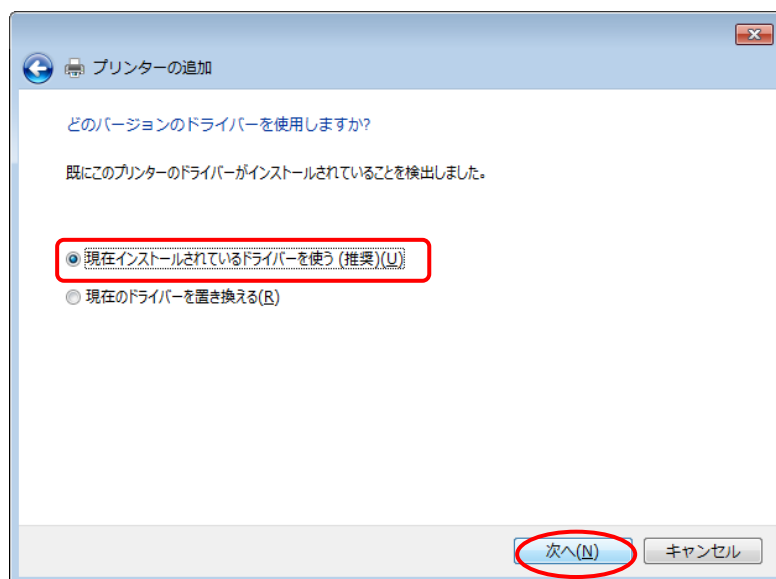 プリンターの追加
どのバージョンのドライバーを使用しますか?
既にこのプリンターのドライバーがインストールされていることを検出しました。
現在インストールされているドライバーを使う (推奨)(U)
現在のドライバーを置き換える(R)
次へ(N)
キャンセル